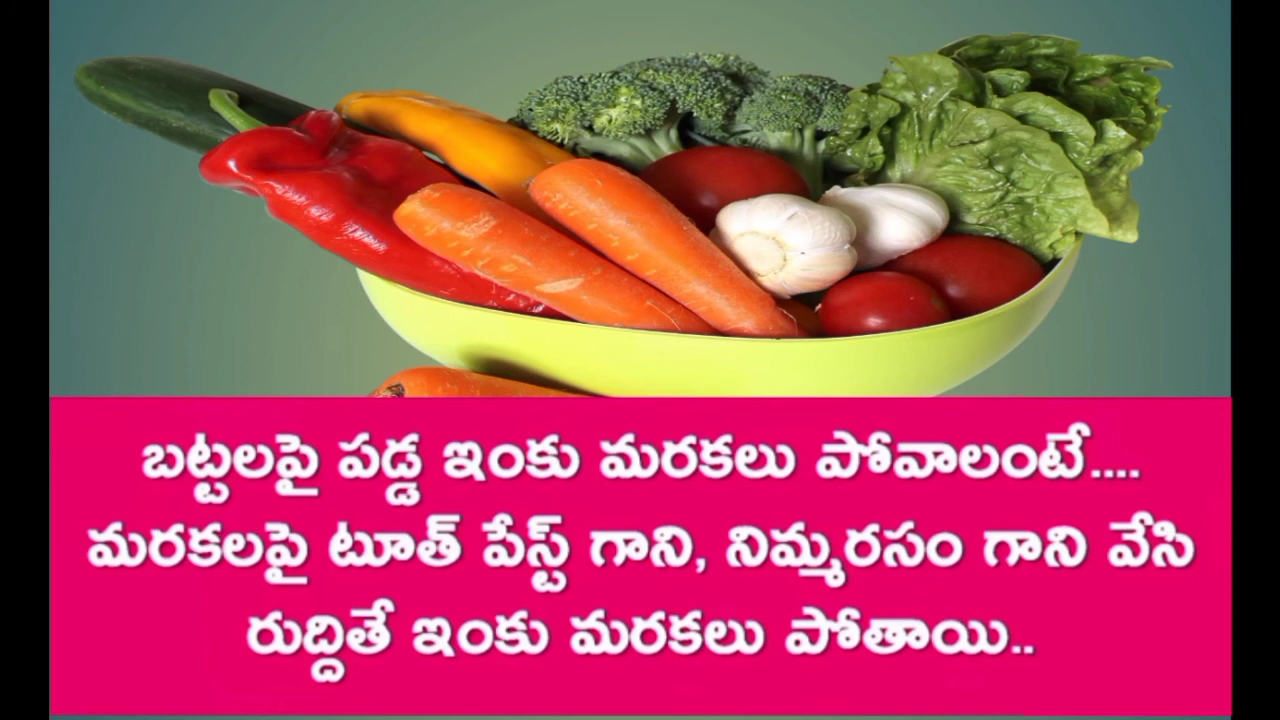 బట్టలపై పడ్డ ఇంకు మరకలు పోవాలంటే....
మరకలపై టూత్ పేస్ట్ గాని, నిమ్మరసం గాని వేసి
రుద్దితే ఇంకు మరకలు పోతాయి..